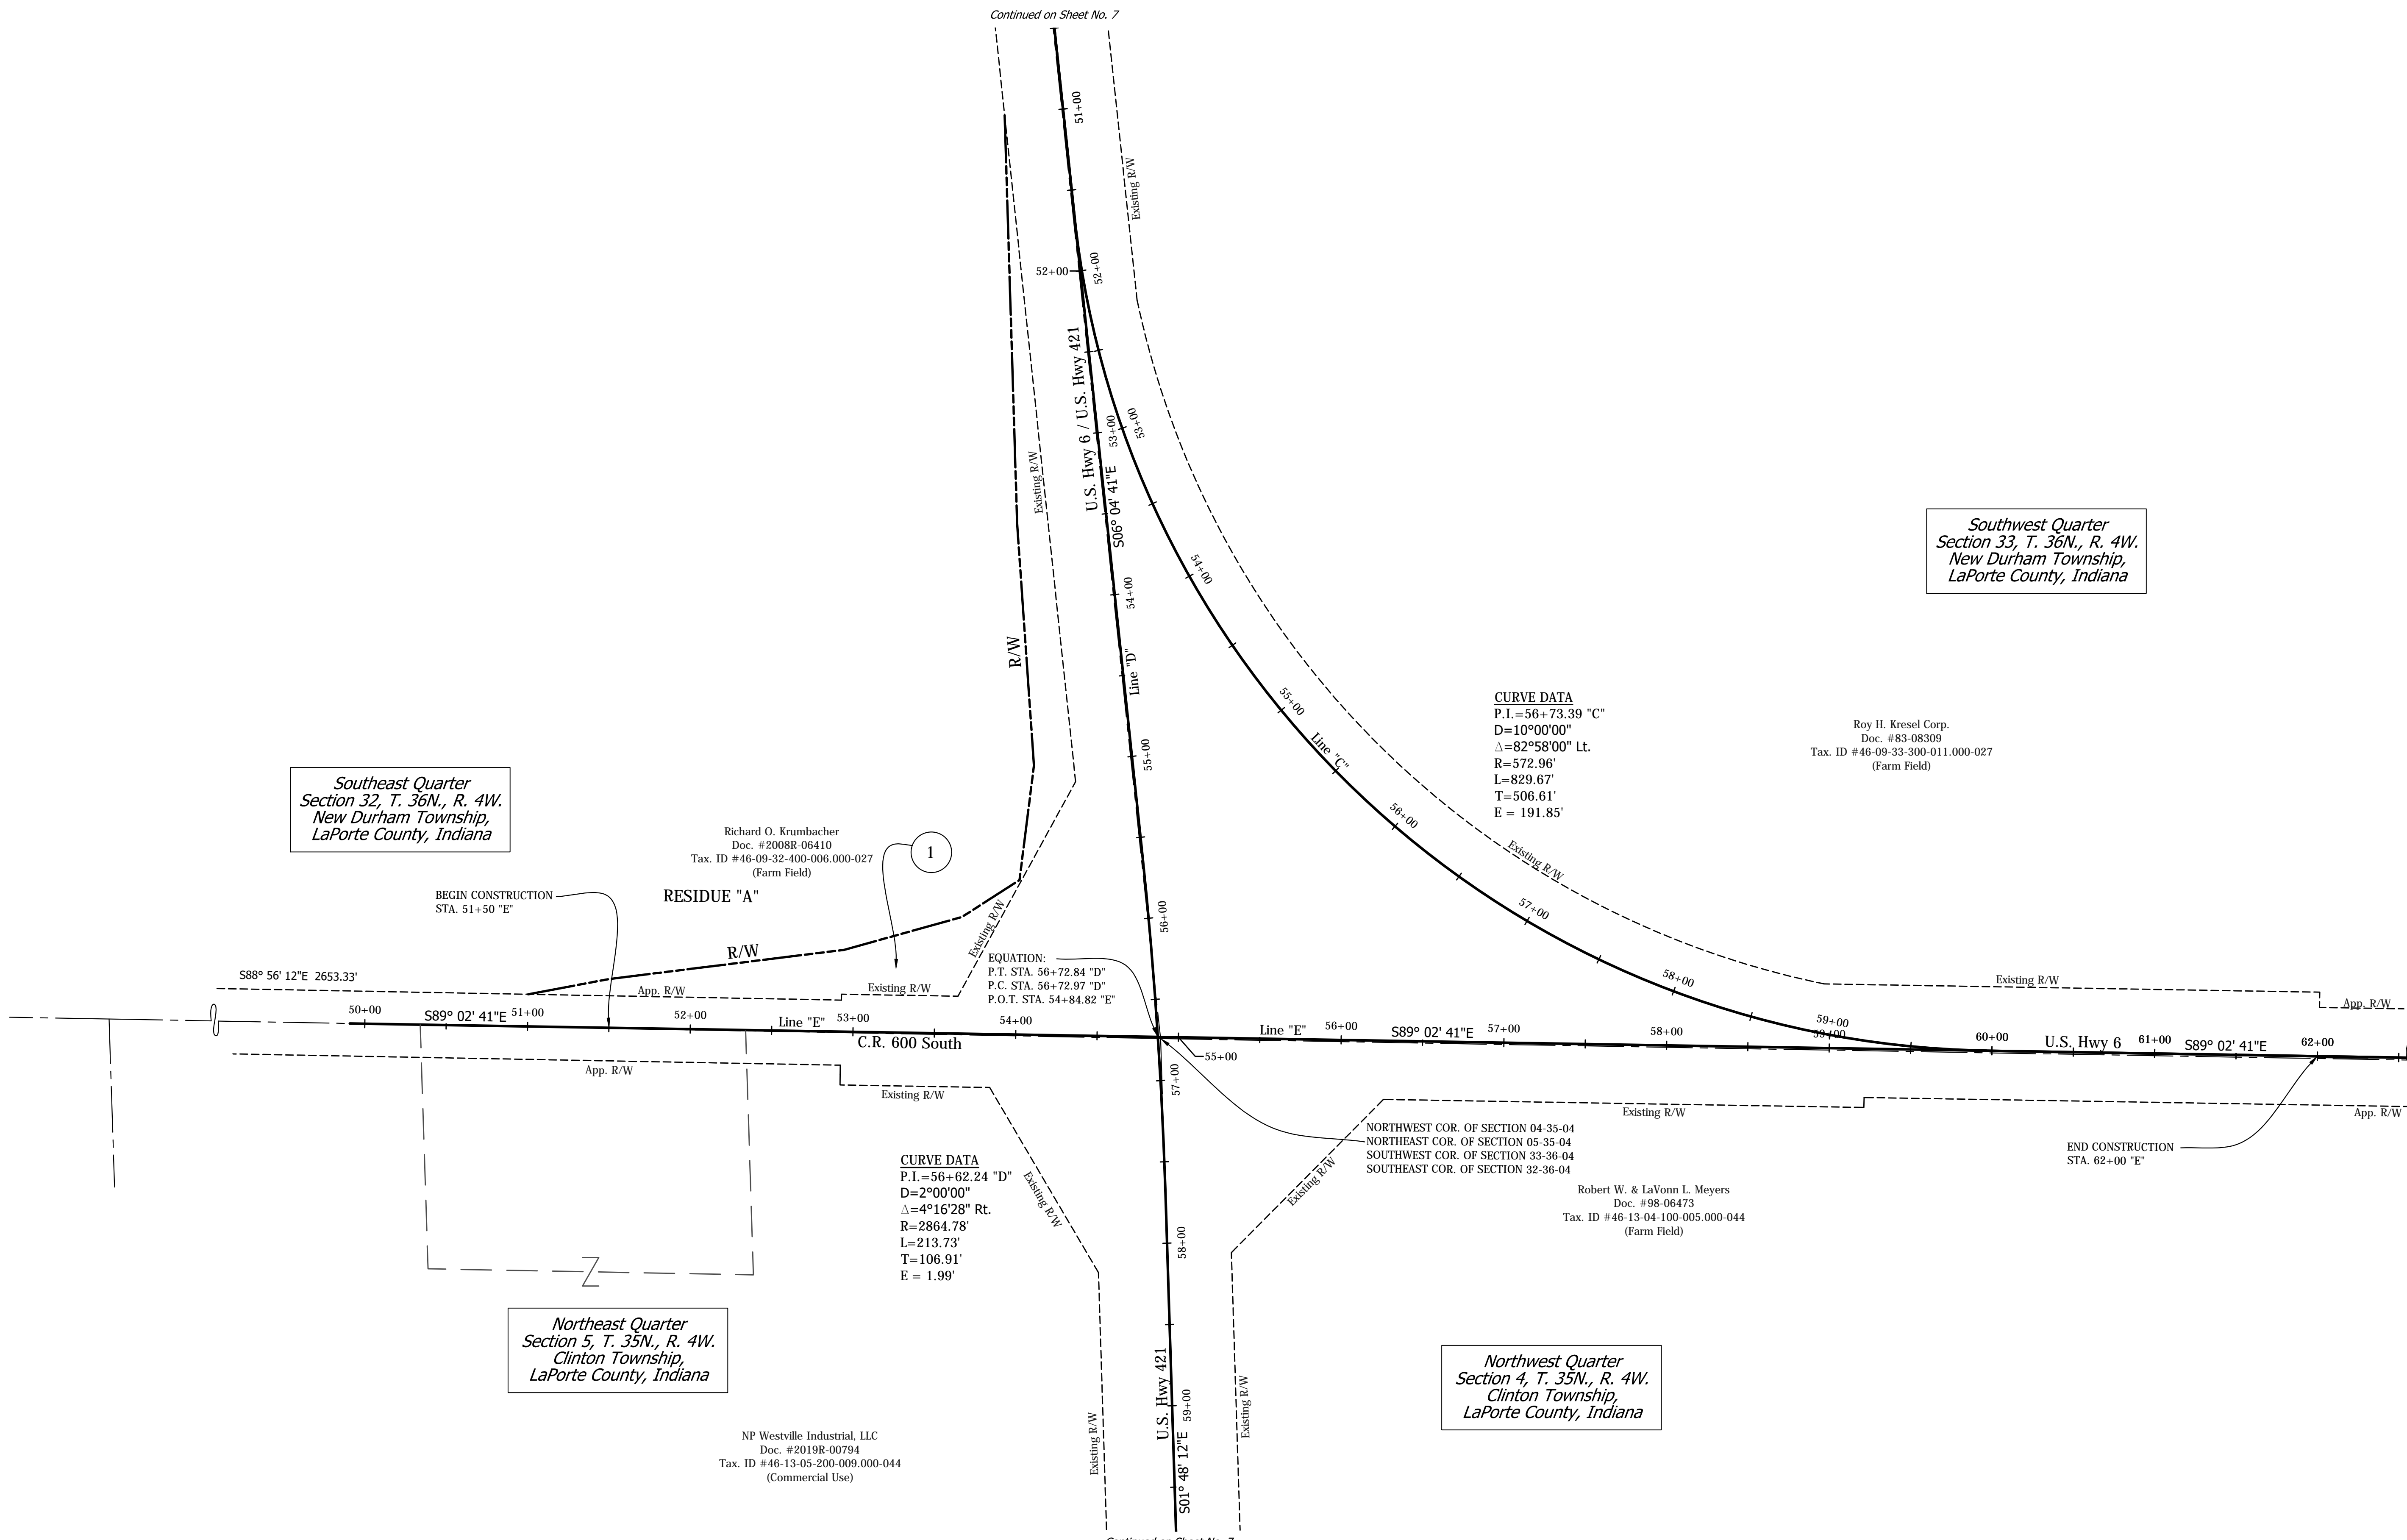 Continued on Sheet No. 7
51+00
Existing R/W
52+00
52+00
U.S. Hwy 6 / U.S. Hwy 421
53+00
53+00
Existing R/W
S06° 04' 41"E
54+00
54+00
Southwest Quarter
Section 33, T. 36N., R. 4W.
New Durham Township,
LaPorte County, Indiana
R/W
Line "D"
55+00
55+00
Line "C"
CURVE DATA
P.I.=56+73.39 "C"
D=10°00'00"
Δ=82°58'00" Lt.
R=572.96'
L=829.67'
T=506.61'
E = 191.85'
Roy H. Kresel Corp.
Doc. #83-08309
Tax. ID #46-09-33-300-011.000-027
(Farm Field)
Southeast Quarter
Section 32, T. 36N., R. 4W.
New Durham Township,
LaPorte County, Indiana
Richard O. Krumbacher
Doc. #2008R-06410
Tax. ID #46-09-32-400-006.000-027
(Farm Field)
1
56+00
Existing R/W
BEGIN CONSTRUCTION
STA. 51+50 "E"
RESIDUE "A"
56+00
57+00
Existing R/W
R/W
EQUATION:
P.T. STA. 56+72.84 "D"
P.C. STA. 56+72.97 "D"
P.O.T. STA. 54+84.82 "E"
S88° 56' 12"E  2653.33'
App. R/W
Existing R/W
58+00
Existing R/W
App. R/W
50+00
S89° 02' 41"E
51+00
52+00
Line "E"
53+00
54+00
Line "E"
56+00
S89° 02' 41"E
57+00
58+00
59+00
59+00
60+00
U.S. Hwy 6
61+00
S89° 02' 41"E
62+00
C.R. 600 South
55+00
App. R/W
Existing R/W
57+00
Existing R/W
App. R/W
NORTHWEST COR. OF SECTION 04-35-04
NORTHEAST COR. OF SECTION 05-35-04
SOUTHWEST COR. OF SECTION 33-36-04
SOUTHEAST COR. OF SECTION 32-36-04
END CONSTRUCTION
STA. 62+00 "E"
CURVE DATA
P.I.=56+62.24 "D"
D=2°00'00"
Δ=4°16'28" Rt.
R=2864.78'
L=213.73'
T=106.91'
E = 1.99'
Existing R/W
Existing R/W
Robert W. & LaVonn L. Meyers
Doc. #98-06473
Tax. ID #46-13-04-100-005.000-044
(Farm Field)
58+00
Northeast Quarter
Section 5, T. 35N., R. 4W.
Clinton Township,
LaPorte County, Indiana
Northwest Quarter
Section 4, T. 35N., R. 4W.
Clinton Township,
LaPorte County, Indiana
U.S. Hwy 421
59+00
Existing R/W
Existing R/W
S01° 48' 12"E
NP Westville Industrial, LLC
Doc. #2019R-00794
Tax. ID #46-13-05-200-009.000-044
(Commercial Use)